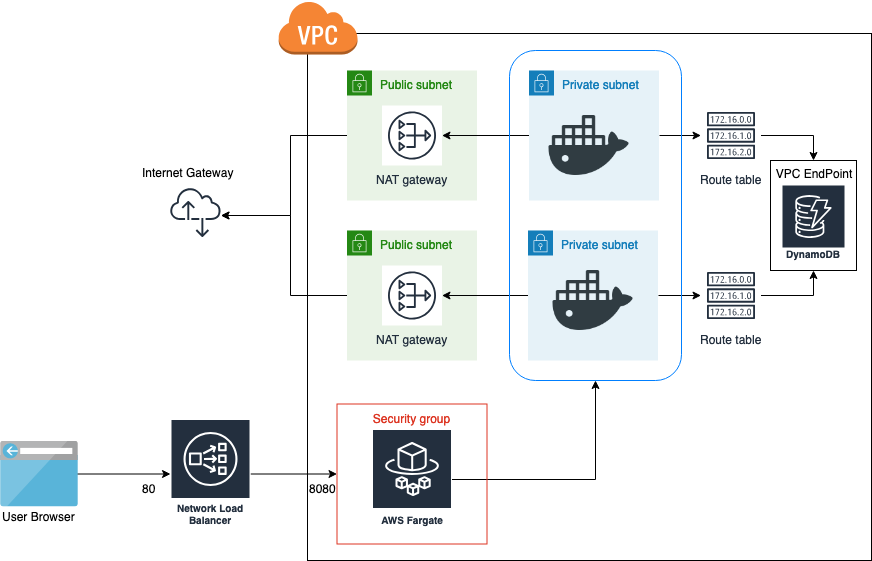 VPC
Public subnet
Private subnet
172.16.0.0
172.16.1.0
172.16.2.0
NAT gateway
Route table
Internet Gateway
VPC EndPoint
DynamoDB
Public subnet
Private subnet
172.16.0.0
172.16.1.0
172.16.2.0
NAT gateway
Route table
Security group
80
8080
User Browser
Network Load
Balancer
AWS Fargate